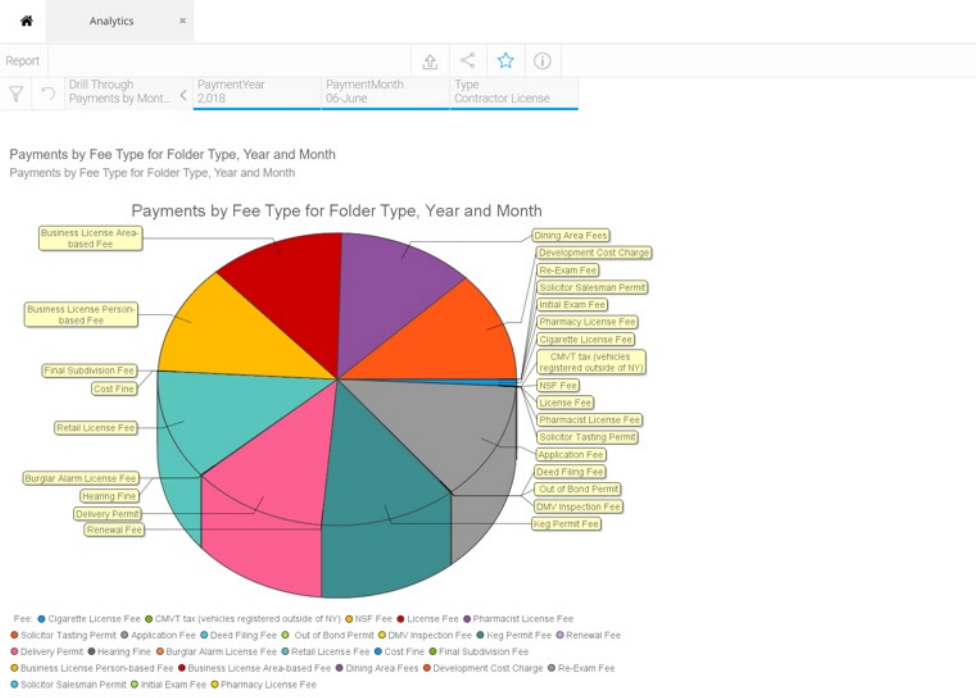 Analytics ×
Report
Drill Through
Payments by Mont...
PaymentYear
2,018
PaymentMonth
06-June
Type
Contractor License
Payments by Fee Type for Folder Type, Year and Month
Payments by Fee Type for Folder Type, Year and Month
Payments by Fee Type for Folder Type, Year and Month
Business License Area-
based Fee
Business License Person-
based Fee
Final Subdivision Fee
Cost Fine
Retail License Fee
Burglar Alarm License Fee
Hearing Fine
Delivery Permit
Renewal Fee
Dining Area Fees
Development Cost Charge
Re-Exam Fee
Solicitor Salesman Permit
Initial Exam Fee
Pharmacy License Fee
Cigarette License Fee
CMVT tax (vehicles
registered outside of NY)
NSF Fee
License Fee
Pharmacist License Fee
Solicitor Tasting Permit
Application Fee
Deed Filing Fee
Out of Bond Permit
DMV Inspection Fee
Keg Permit Fee
Fee: Cigarette License Fee CMVT tax (vehicles registered outside of NY) NSF Fee License Fee Pharmacist License Fee
Solicitor Tasting Permit Application Fee Deed Filing Fee Out of Bond Permit DMV Inspection Fee Keg Permit Fee Renewal Fee
Delivery Permit Hearing Fine Burglar Alarm License Fee Retail License Fee Cost Fine Final Subdivision Fee
Business License Person-based Fee Business License Area-based Fee Dining Area Fees Development Cost Charge Re-Exam Fee
Solicitor Salesman Permit Initial Exam Fee Pharmacy License Fee